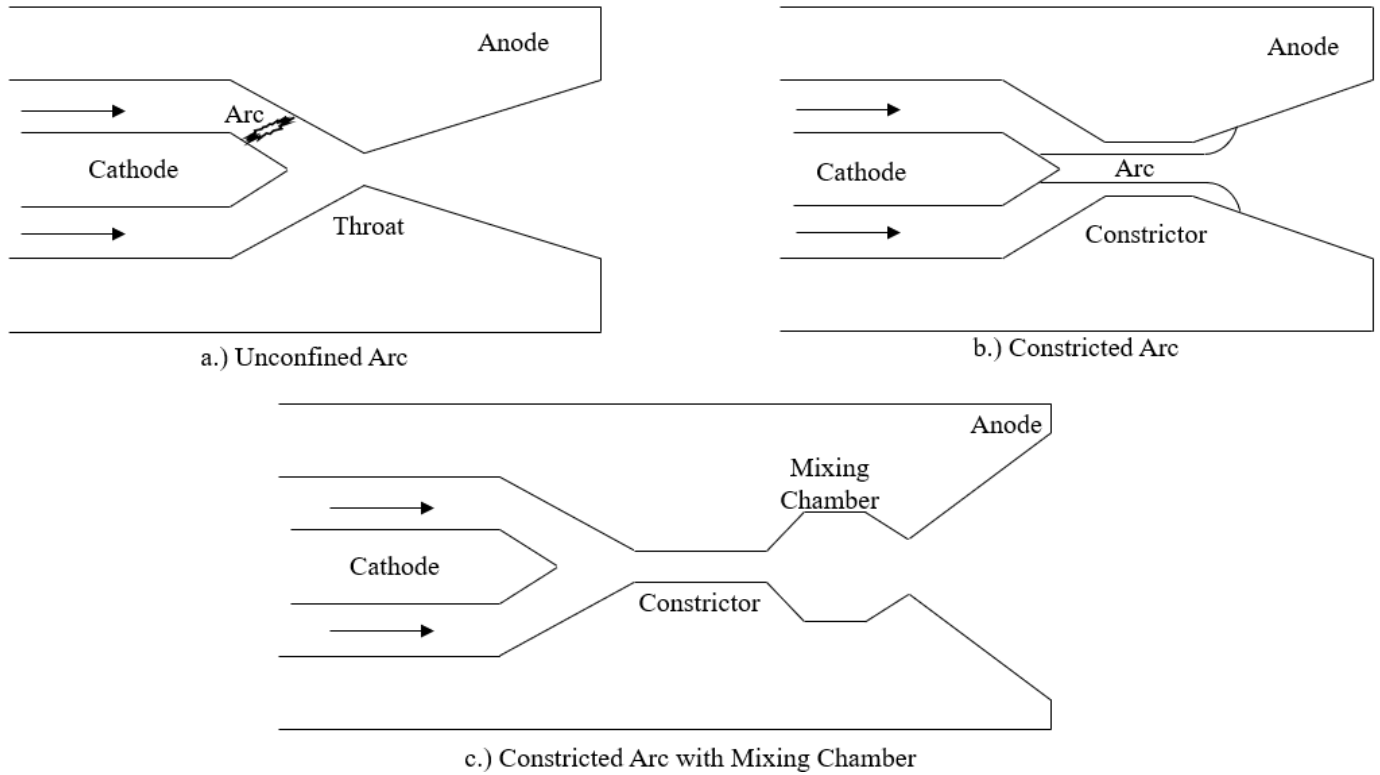 Anode
Arc
Cathode
Throat
a.) Unconfined Arc
Anode
Cathode
Arc
Constrictor
b.) Constricted Arc
Anode
Mixing
Chamber
Cathode
Constrictor
c.) Constricted Arc with Mixing Chamber